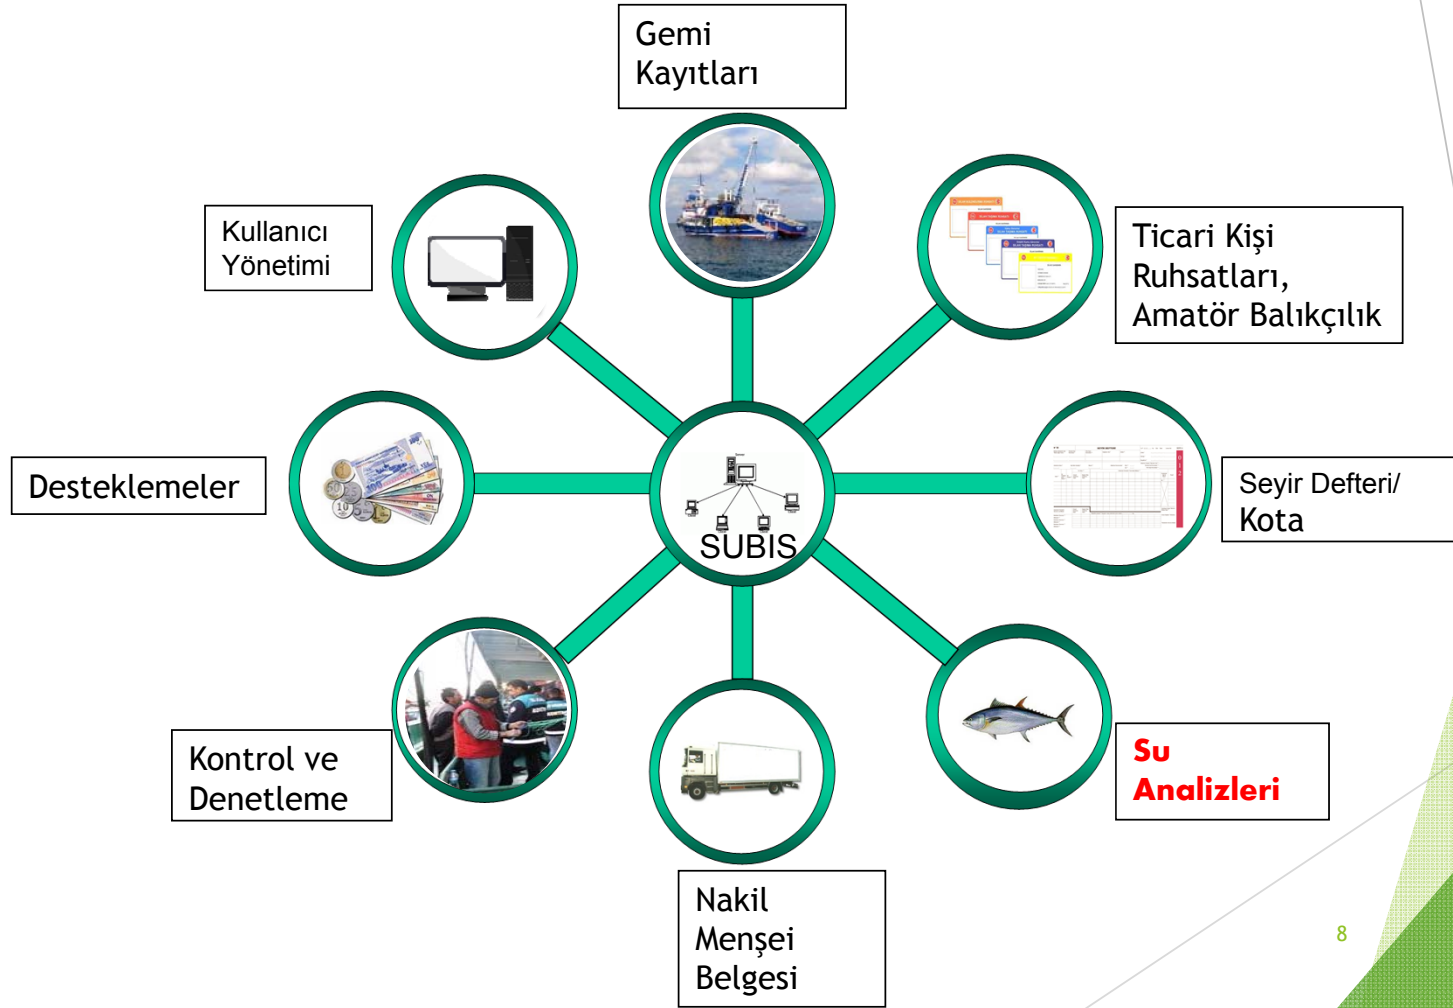 Gemi
Kayıtları
Kullanıcı
Yönetimi
Ticari Kişi
Ruhsatları,
Amatör Balıkçılık
Desteklemeler
SUBIS
Seyir Defteri/
Kota
Kontrol ve
Denetleme
Su
Analizleri
Nakil
Menşei
Belgesi
8